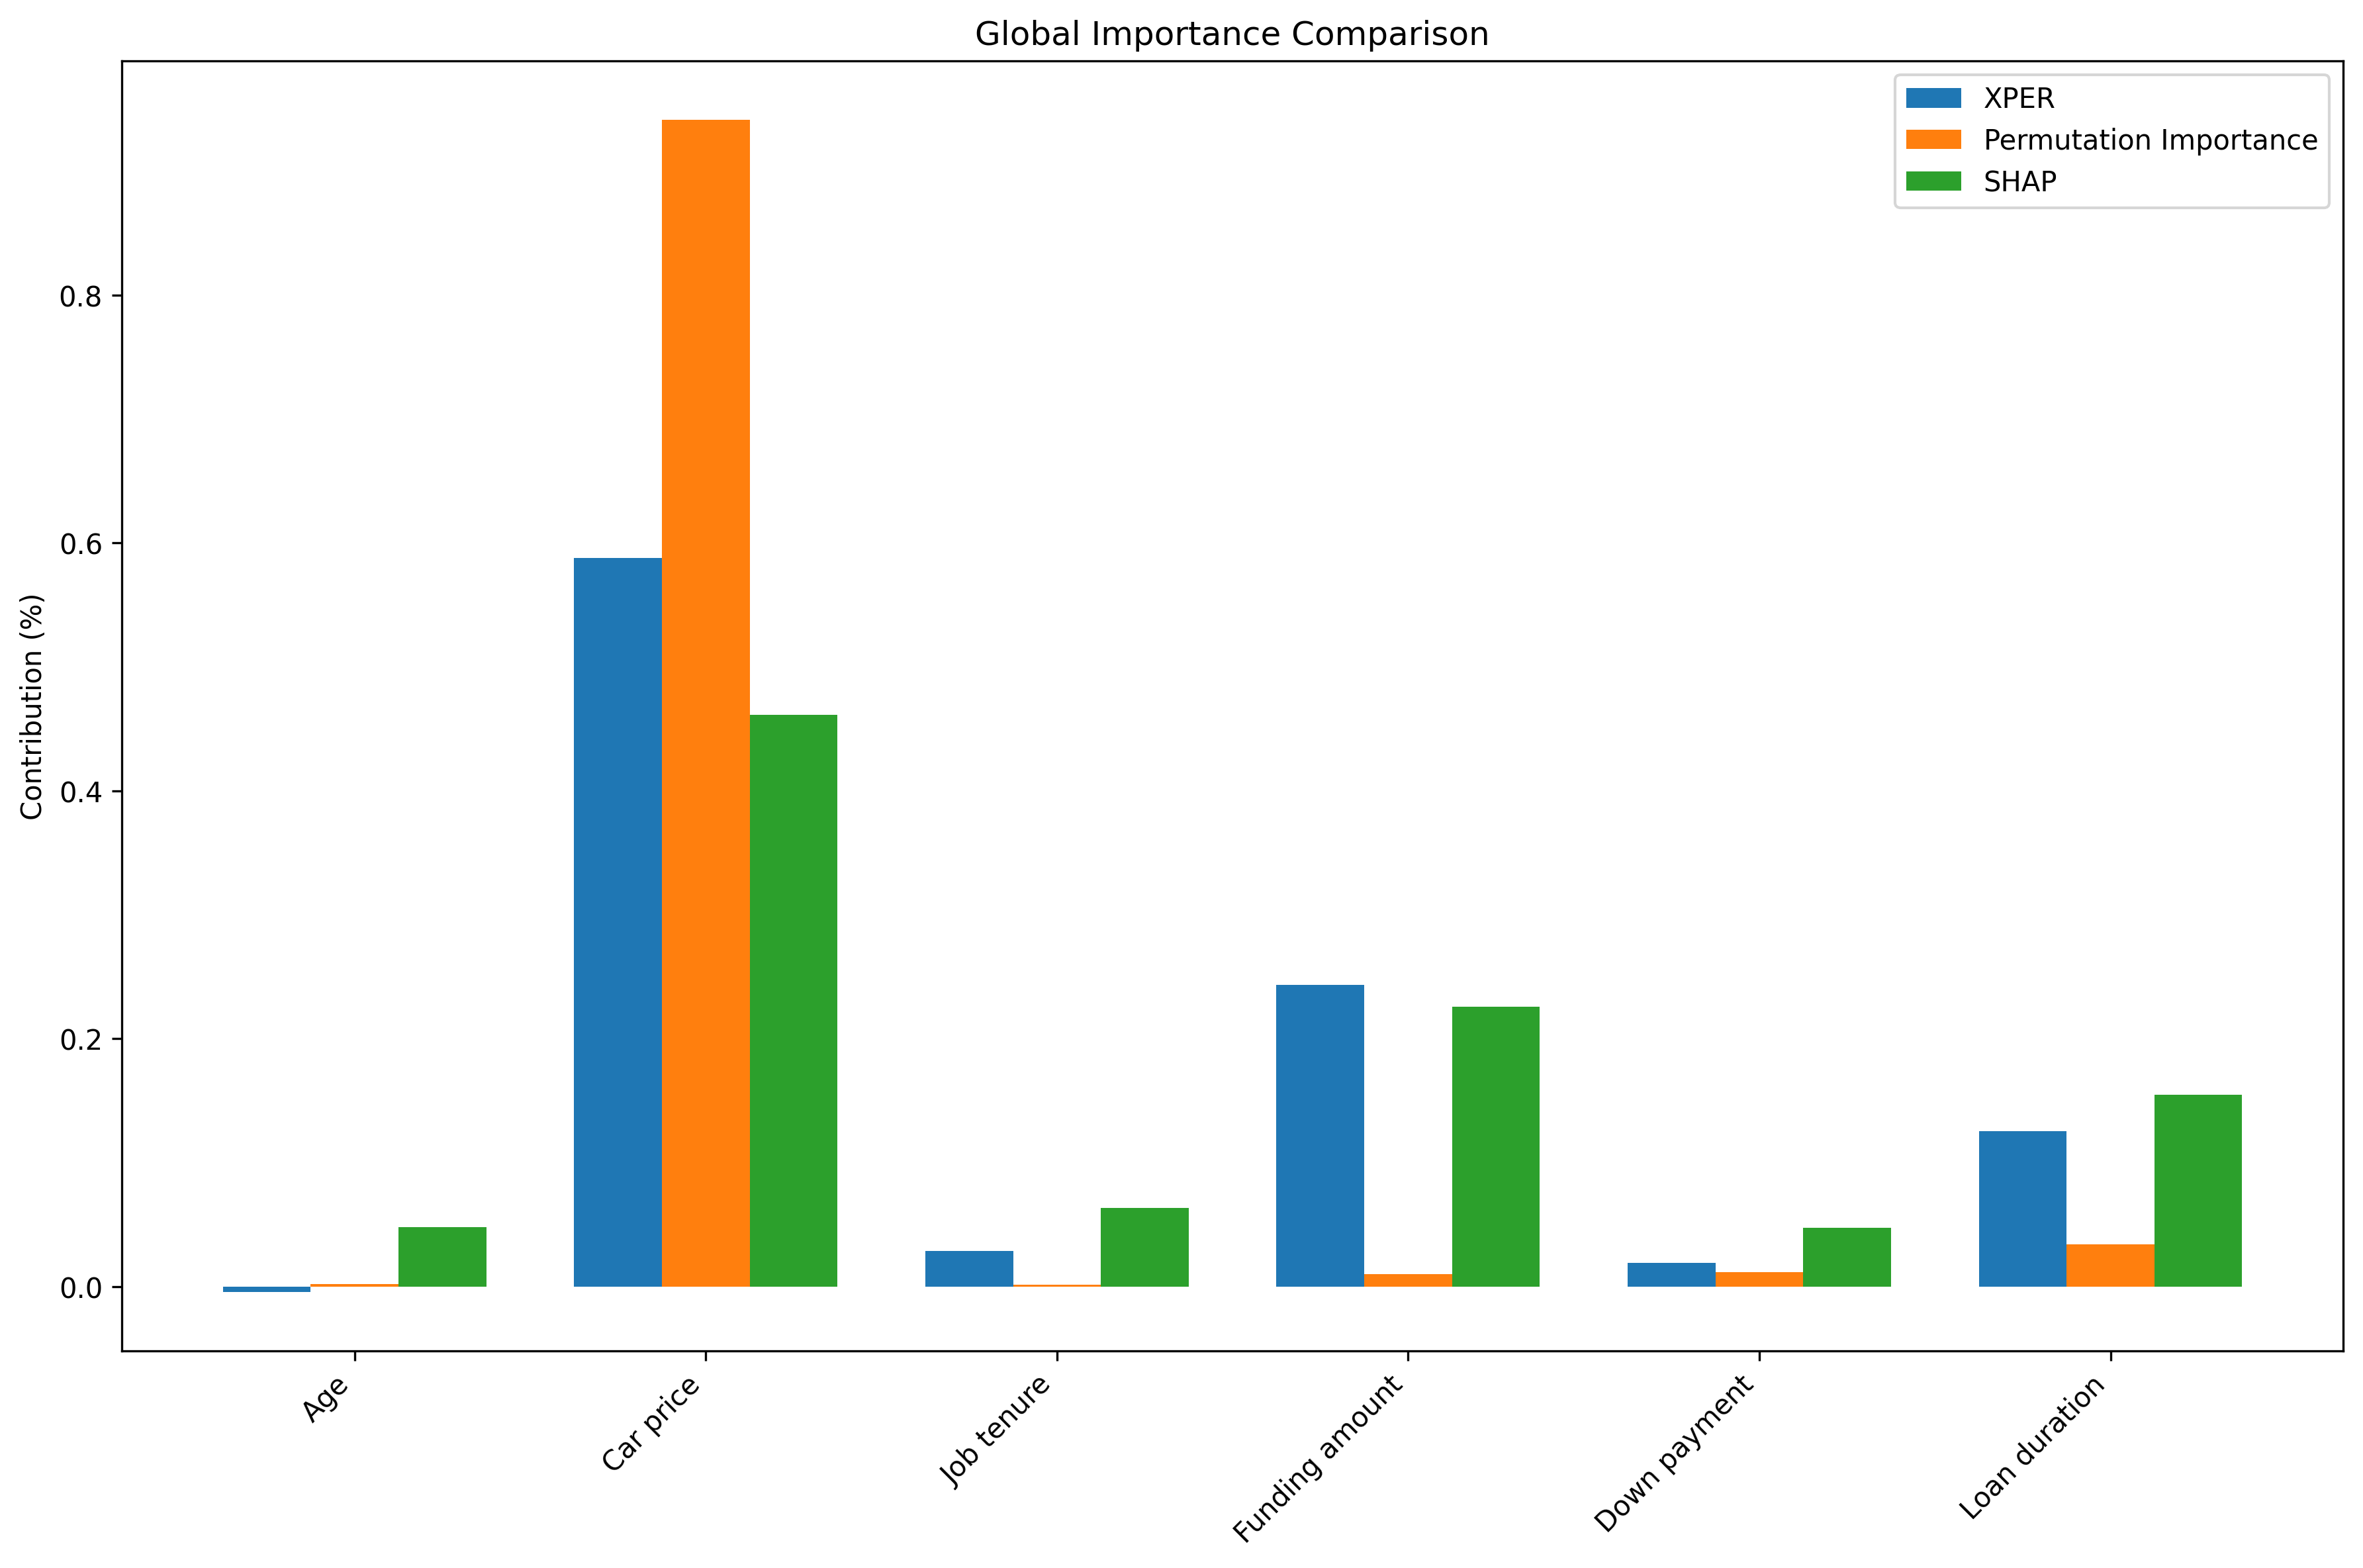 Global Importance Comparison
XPER
Permutation Importance
SHAP
Contribution (%)
0.8
0.6
0.4
0.2
0.0
Age
Car price
Job tenure
Funding amount
Down payment
Loan duration